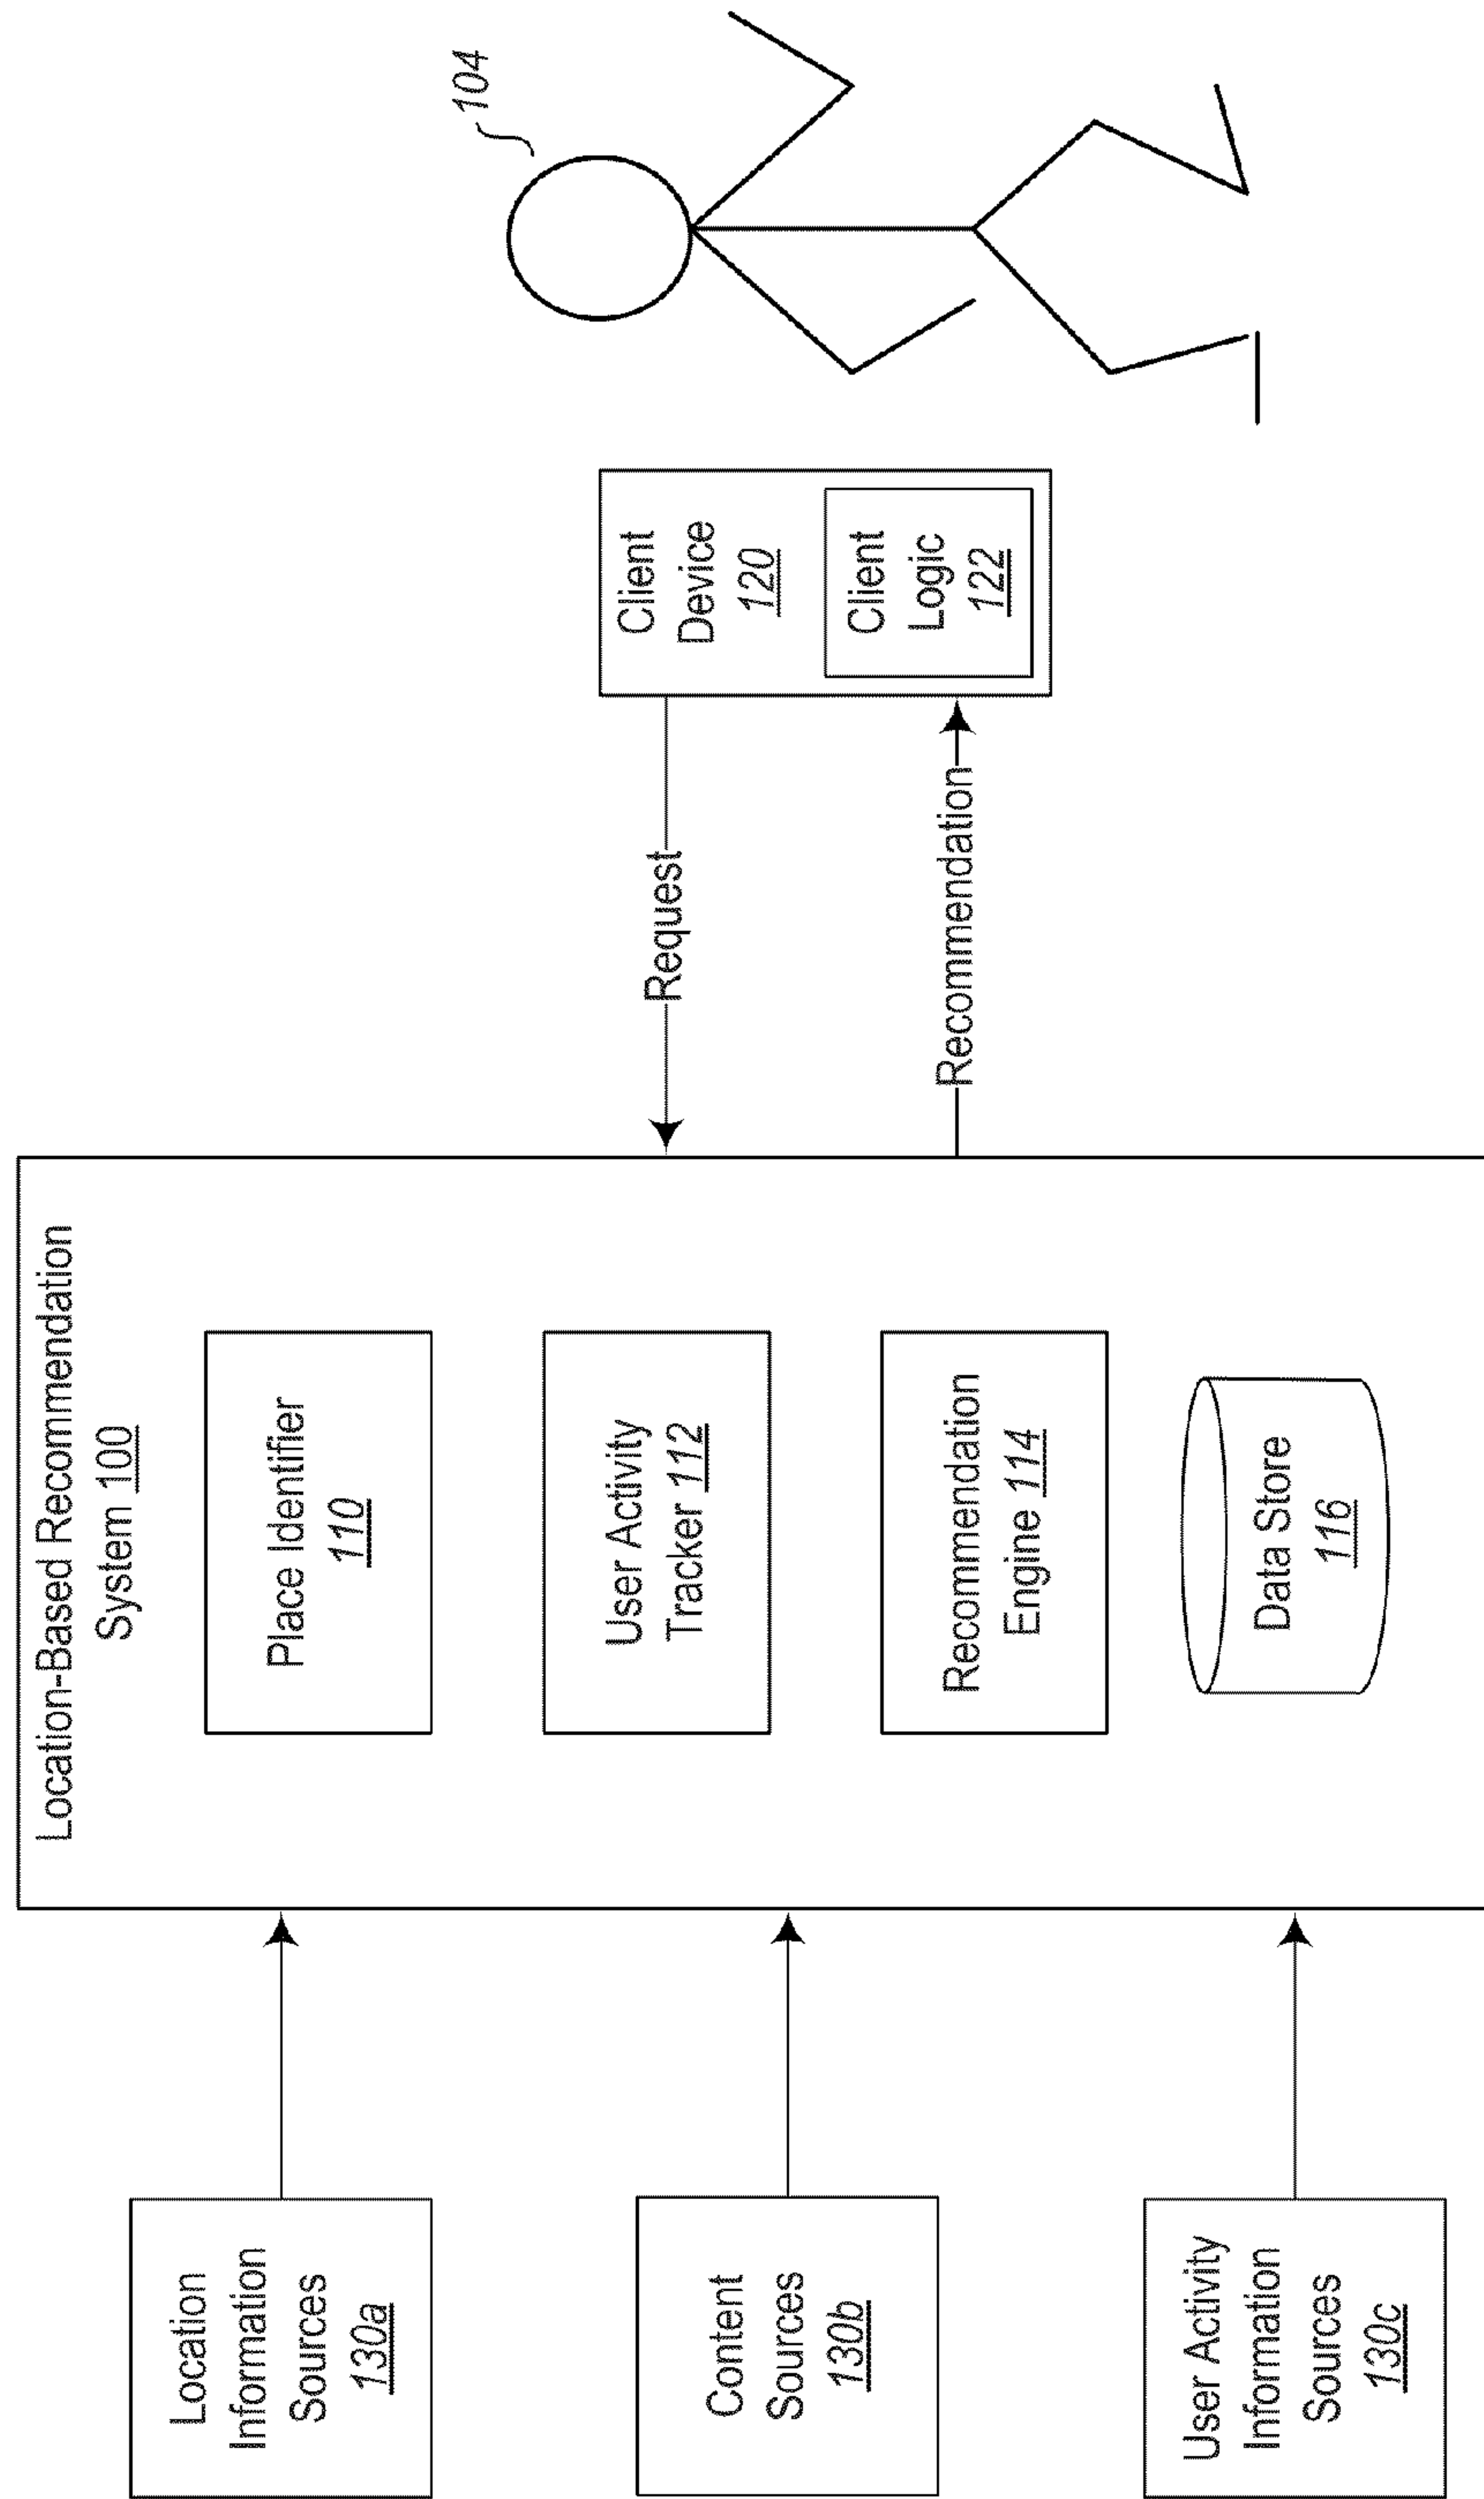 Location
Information
Sources
130a
Content
Sources
130b
User Activity
Information
Sources
130c
Location-Based Recommendation
System 100
Place Identifier
110
User Activity
Tracker 112
Recommendation
Engine 114
Data Store
116
Request
Recommendation
Client
Device
120
Client
Logic
122
104